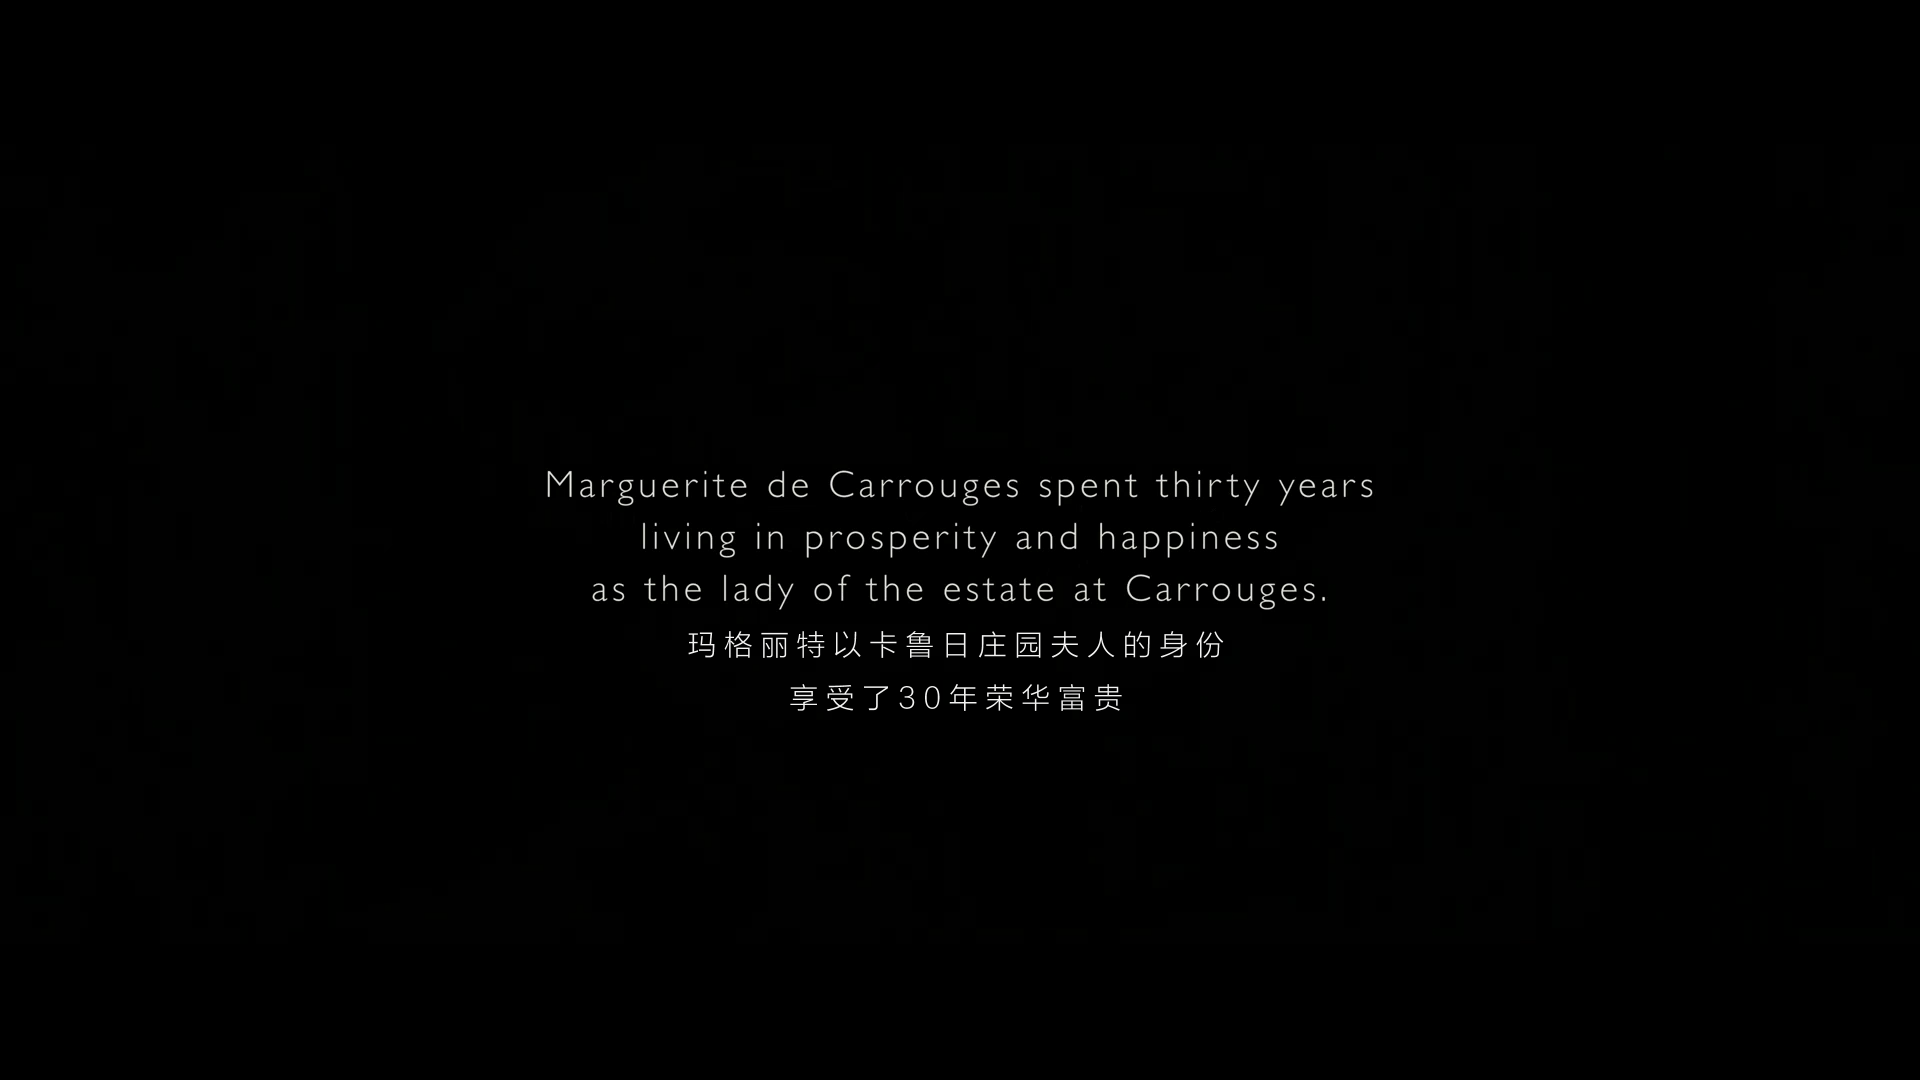 Marguerite de Carrouges spent thirty years
living in prosperity and happiness
as the lady of the estate at Carrouges.
玛格丽特以卡鲁日庄园夫人的身份
享受了30年荣华富贵